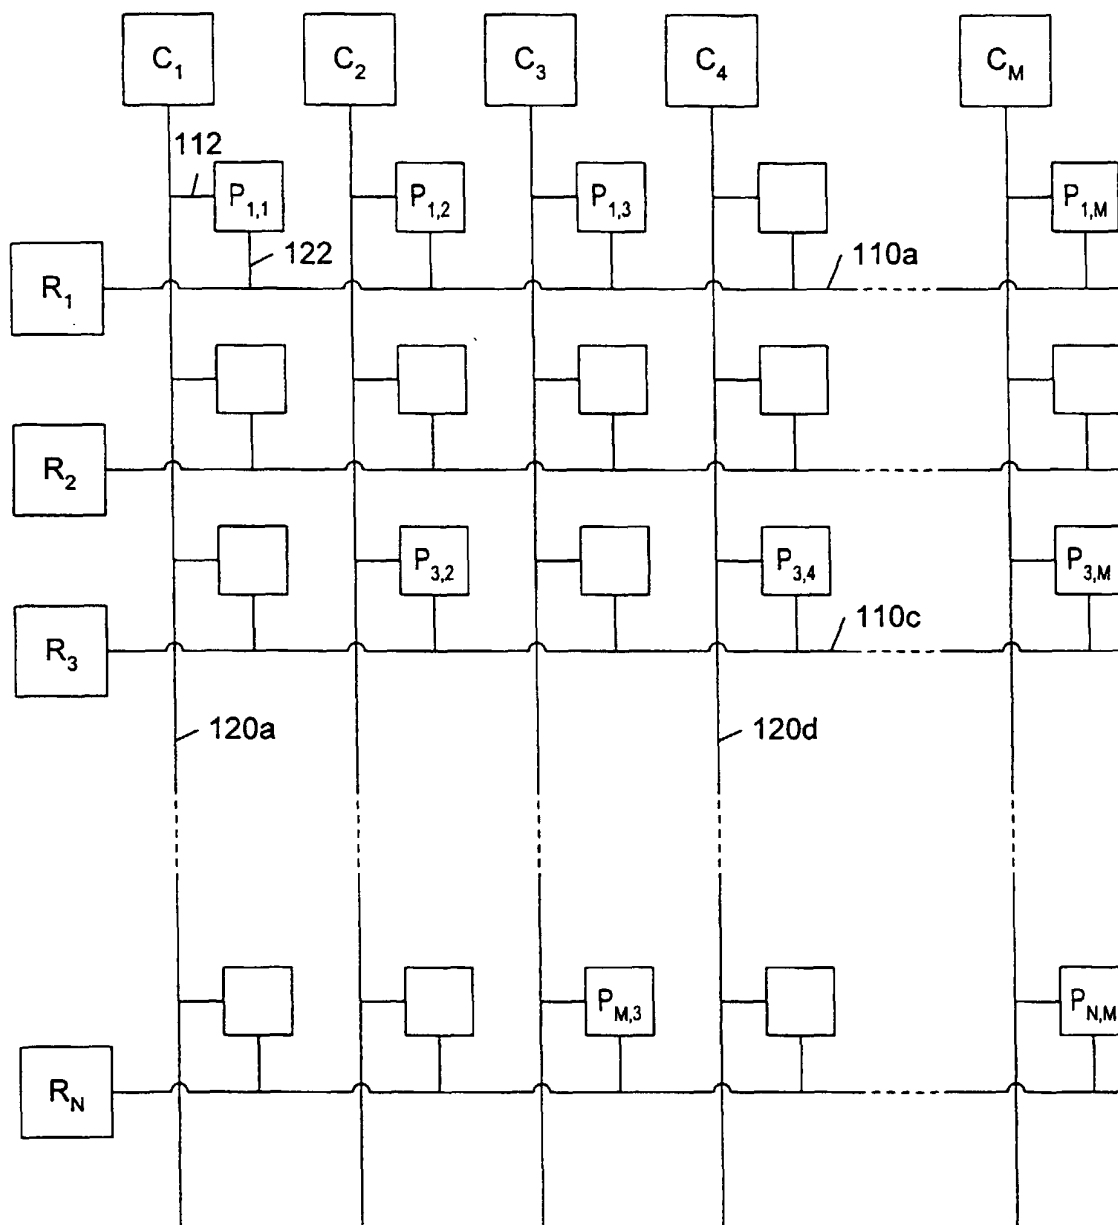 C1 C2 C3 C4 CM
112
P1,1 P1,2 P1,3 P1,M
122 110a
R1
R2
P3,2 P3,4 P3,M
110c
R3
120a 120d
PM,3 PN,M
RN